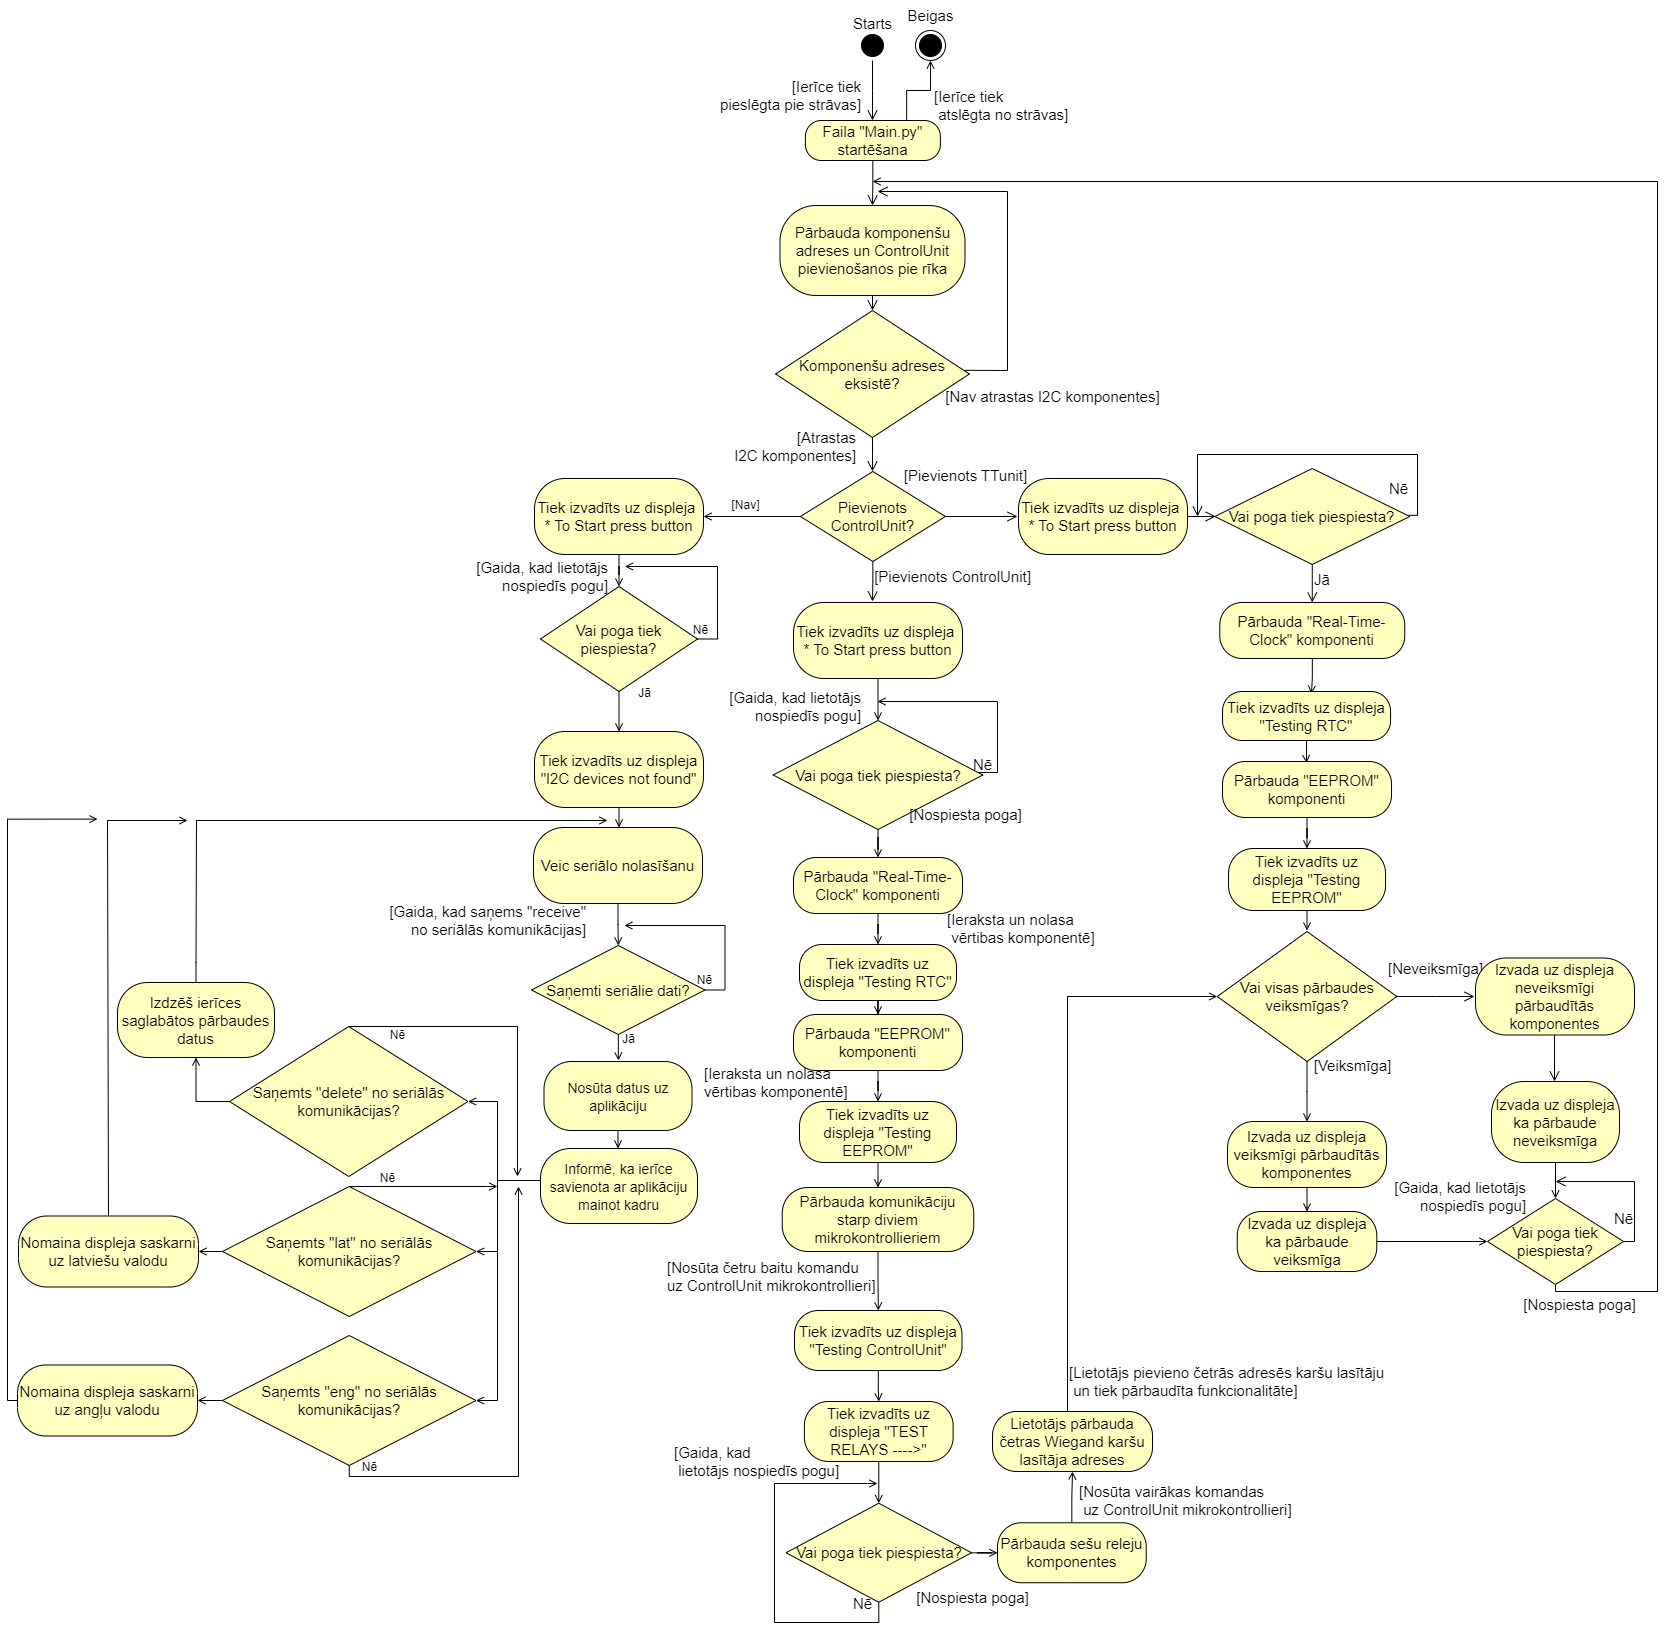 Starts
Beigas
[Ierīce tiek
pieslēgta pie strāvas]
[Ierīce tiek
atslēgta no strāvas]
Faila "Main.py"
startēšana
Pārbauda komponenšu
adreses un ControlUnit
pievienošanos pie rīka
Komponenšu adreses
eksistē?
[Nav atrastas I2C komponentes]
[Atrastas
I2C komponentes]
Pievienots
ControlUnit?
[Nav]
[Pievienots TTunit]
[Pievienots ControlUnit]
Tiek izvadīts uz displeja
* To Start press button
[Gaida, kad lietotājs
nospiedīs pogu]
Vai poga tiek
piespiesta?
Nē
Jā
Tiek izvadīts uz displeja
"I2C devices not found"
Veic seriālo nolasīšanu
[Gaida, kad saņems "receive"
no seriālās komunikācijas]
Saņemti seriālie dati?
Nē
Jā
Nosūta datus uz
aplikāciju
Informē, ka ierīce
savienota ar aplikāciju
mainot kadru
Izdzēš ierīces
saglabātos pārbaudes
datus
Saņemts "delete" no seriālās
komunikācijas?
Nē
Nomaina displeja saskarni
uz latviešu valodu
Saņemts "lat" no seriālās
komunikācijas?
Nē
Nomaina displeja saskarni
uz angļu valodu
Saņemts "eng" no seriālās
komunikācijas?
Nē
Tiek izvadīts uz displeja
* To Start press button
[Gaida, kad lietotājs
nospiedīs pogu]
Vai poga tiek piespiesta?
Nē
[Nospiesta poga]
Pārbauda "Real-Time-
Clock" komponenti
[Ieraksta un nolasa
vērtības komponentē]
Tiek izvadīts uz
displeja "Testing RTC"
Pārbauda "EEPROM"
komponenti
[Ieraksta un nolasa
vērtības komponentē]
Tiek izvadīts uz
displeja "Testing
EEPROM"
Pārbauda komunikāciju
starp diviem
mikrokontrollieriem
[Nosūta četru baitu komandu
uz ControlUnit mikrokontrollieri]
Tiek izvadīts uz displeja
"Testing ControlUnit"
Tiek izvadīts uz
displeja "TEST
RELAYS ---->"
[Gaida, kad
lietotājs nospiedīs pogu]
Vai poga tiek piespiesta?
Nē
[Nospiesta poga]
Pārbauda sešu releju
komponentes
[Nosūta vairākas komandas
uz ControlUnit mikrokontrollieri]
Lietotājs pārbauda
četras Wiegand karšu
lasītāja adreses
[Lietotājs pievieno četrās adresēs karšu lasītāju
un tiek pārbaudīta funkcionalitāte]
Tiek izvadīts uz displeja
* To Start press button
Vai poga tiek piespiesta?
Nē
Jā
Pārbauda "Real-Time-
Clock" komponenti
Tiek izvadīts uz displeja
"Testing RTC"
Pārbauda "EEPROM"
komponenti
Tiek izvadīts uz
displeja "Testing
EEPROM"
Vai visas pārbaudes
veiksmīgas?
[Neveiksmīga]
Izvada uz displeja
neveiksmīgi
pārbaudītās
komponentes
[Veiksmīga]
Izvada uz displeja
ka pārbaude
neveiksmīga
Izvada uz displeja
veiksmīgi pārbaudītās
komponentes
Izvada uz displeja
ka pārbaude
veiksmīga
[Gaida, kad lietotājs
nospiedīs pogu]
Vai poga tiek
piespiesta?
Nē
[Nospiesta poga]